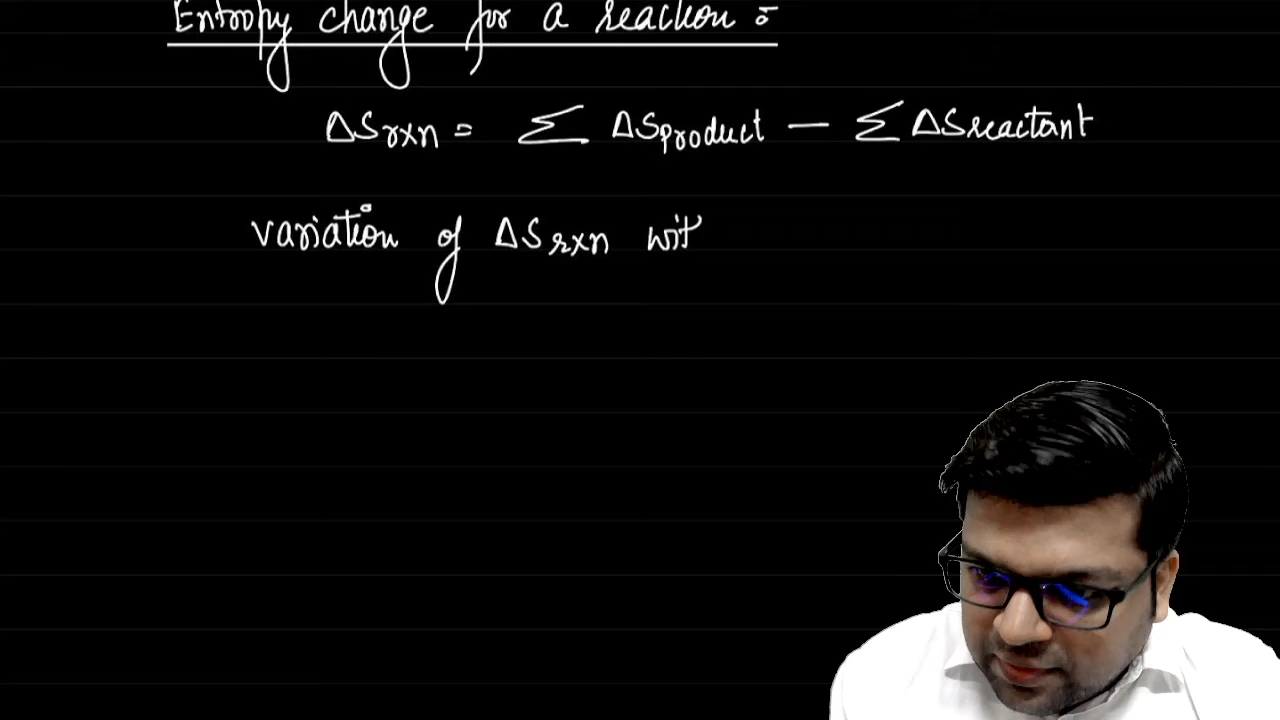 Entropy change for a reaction :
ΔSrxn = Σ ΔSproduct — Σ ΔSreactant
variation of ΔSrxn wit